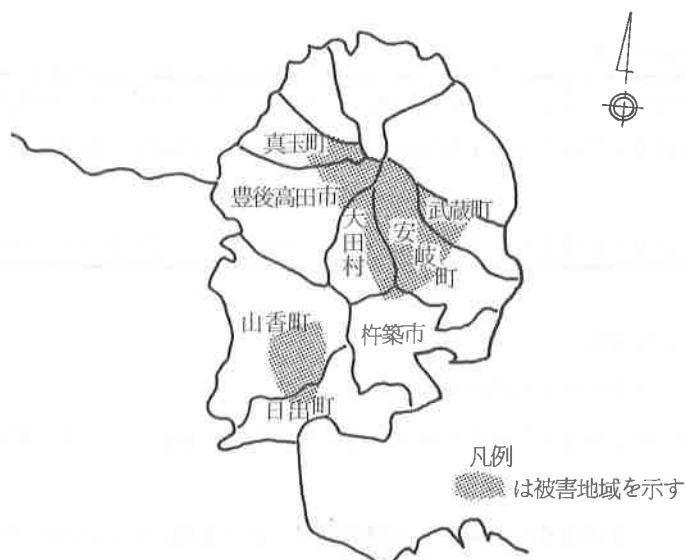 真玉町
豊後高田市
武蔵町
大田村
安岐町
山香町
杵築市
日出町
凡例
は被害地域を示す